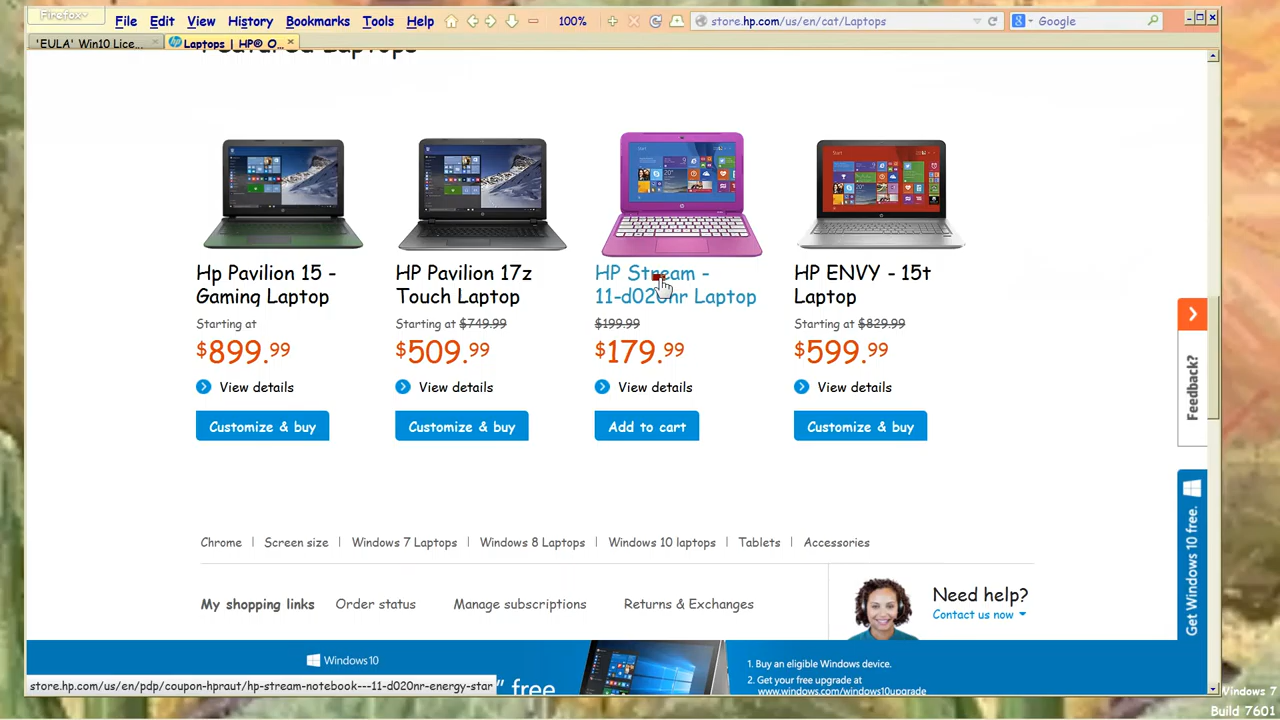 Firefox
File Edit View History Bookmarks Tools Help 100% store.hp.com/us/en/cat/Laptops Google
'EULA' Win10 Lice... Laptops | HP® O...
Featured Laptops
Hp Pavilion 15 -
Gaming Laptop
Starting at
$899.99
View details
Customize & buy
HP Pavilion 17z
Touch Laptop
Starting at $749.99
$509.99
View details
Customize & buy
HP Stream -
11-d020nr Laptop
$199.99
$179.99
View details
Add to cart
HP ENVY - 15t
Laptop
Starting at $829.99
$599.99
View details
Customize & buy
Feedback?
Get Windows 10 free.
Chrome | Screen size | Windows 7 Laptops | Windows 8 Laptops | Windows 10 laptops | Tablets | Accessories
My shopping links Order status Manage subscriptions Returns & Exchanges
Need help?
Contact us now
Windows 10
" free
1. Buy an eligible Windows device.
2. Get your free upgrade at
www.windows.com/windows10upgrade
store.hp.com/us/en/pdp/coupon-hpraut/hp-stream-notebook---11-d020nr-energy-star
Windows 7
Build 7601